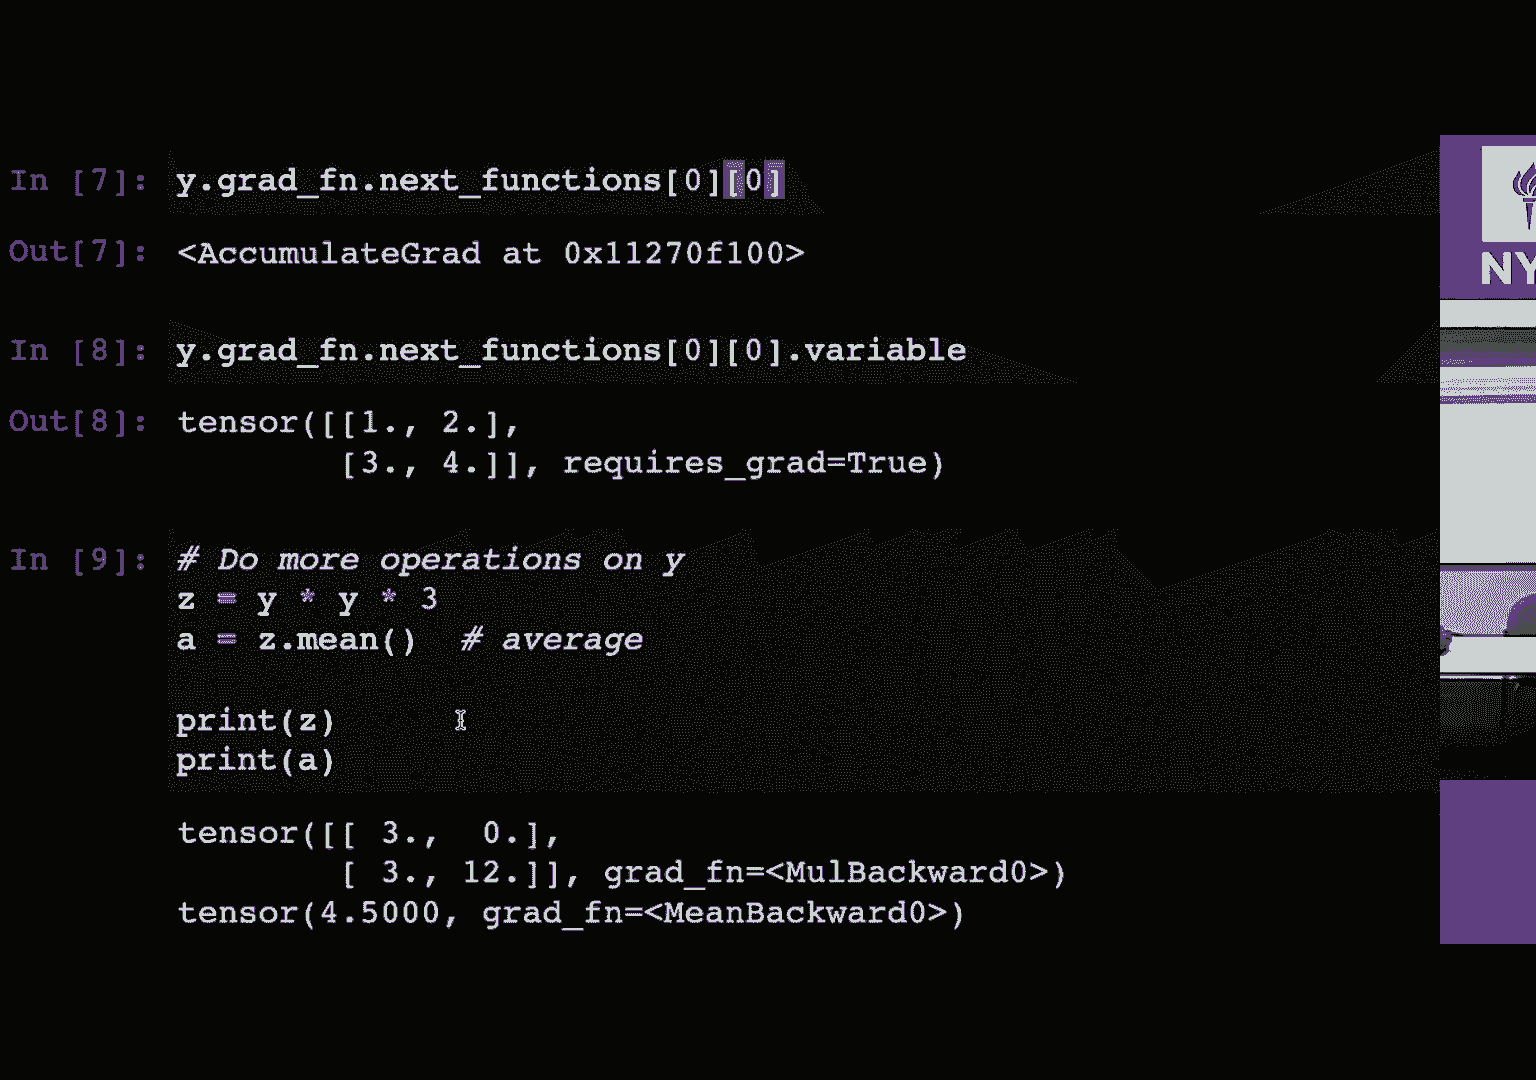 In [7]: y.grad_fn.next_functions[0][0]
Out[7]: <AccumulateGrad at 0x11270f100>
In [8]: y.grad_fn.next_functions[0][0].variable
Out[8]: tensor([[1., 2.],
[3., 4.]], requires_grad=True)
In [9]: # Do more operations on y
z = y * y * 3
a = z.mean()  # average
print(z)
print(a)
tensor([[ 3.,  0.],
[ 3., 12.]], grad_fn=<MulBackward0>)
tensor(4.5000, grad_fn=<MeanBackward0>)
NY